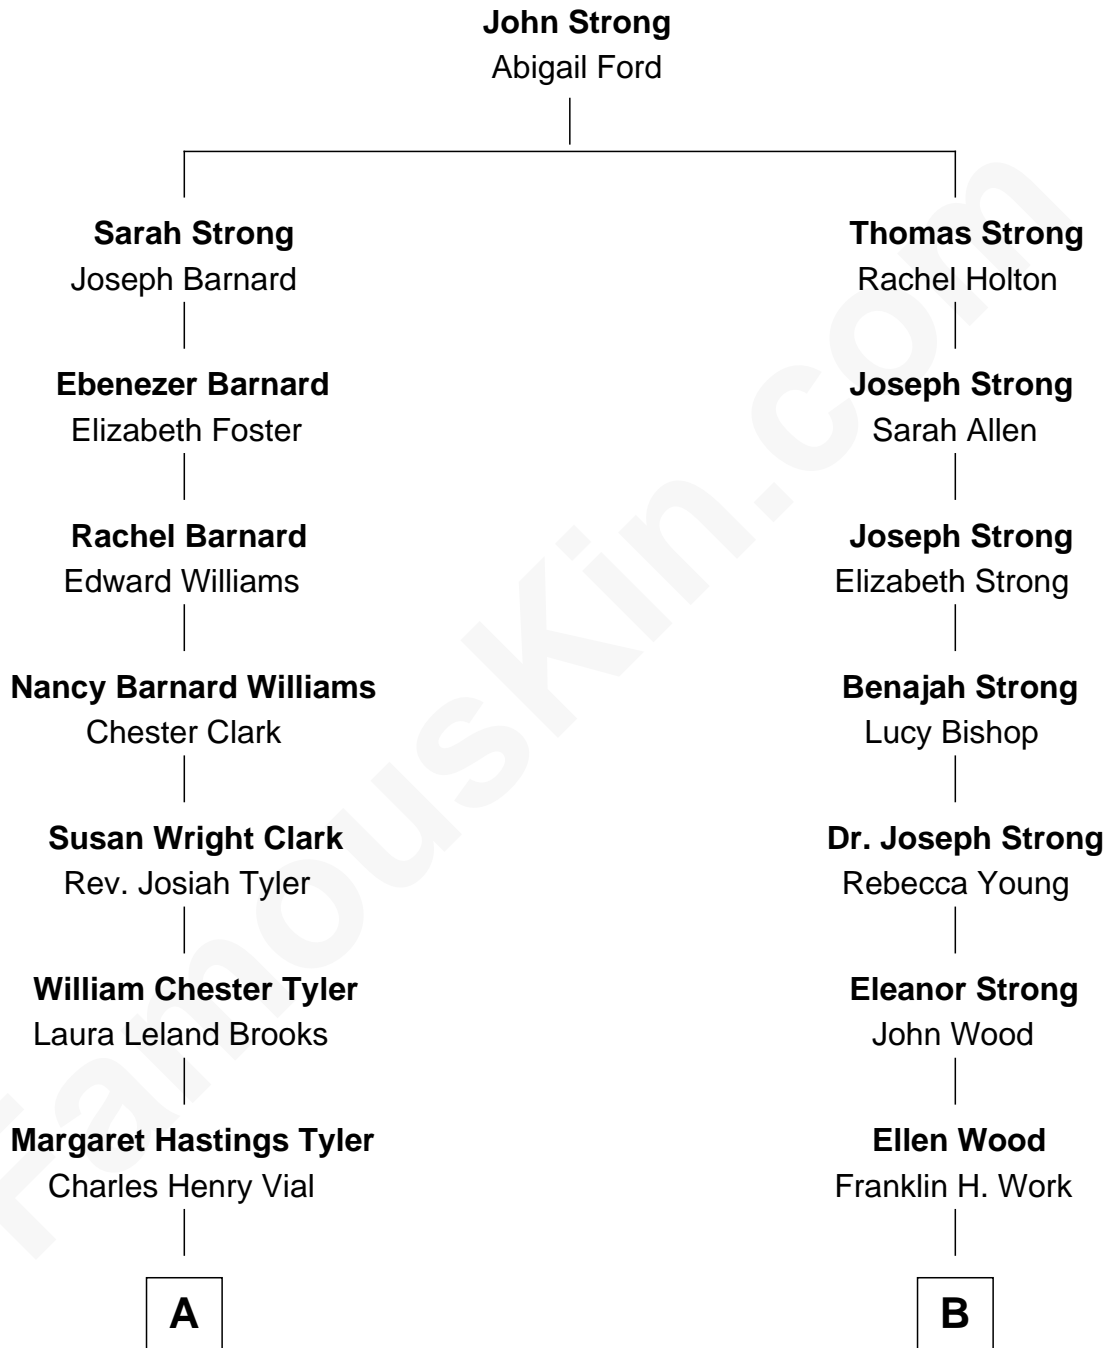 John Strong
Abigail Ford
Sarah Strong
Joseph Barnard
Thomas Strong
Rachel Holton
Ebenezer Barnard
Elizabeth Foster
Joseph Strong
Sarah Allen
Rachel Barnard
Edward Williams
Joseph Strong
Elizabeth Strong
Nancy Barnard Williams
Chester Clark
Benajah Strong
Lucy Bishop
Susan Wright Clark
Rev. Josiah Tyler
Dr. Joseph Strong
Rebecca Young
William Chester Tyler
Laura Leland Brooks
Eleanor Strong
John Wood
Margaret Hastings Tyler
Charles Henry Vial
Ellen Wood
Franklin H. Work
A
B
FamousKin.com